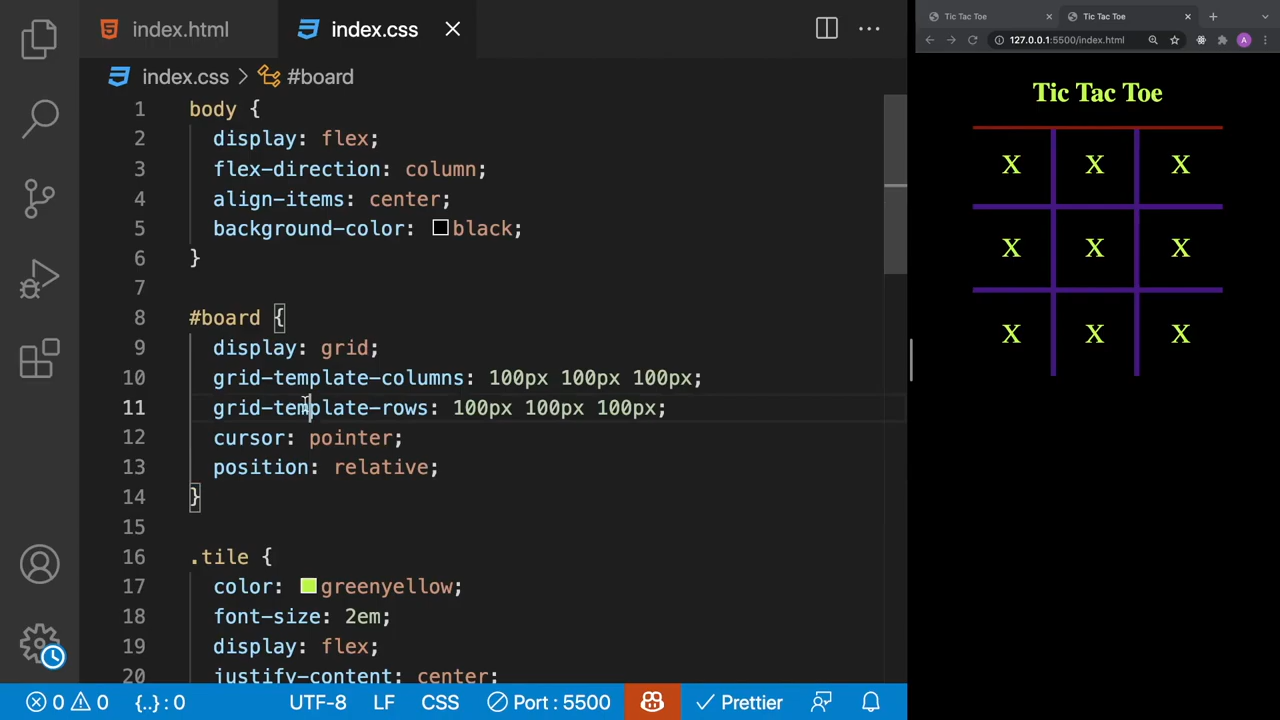 index.html
index.css
index.css > #board
1 body {
2 display: flex;
3 flex-direction: column;
4 align-items: center;
5 background-color: black;
6 }
7
8 #board {
9 display: grid;
10 grid-template-columns: 100px 100px 100px;
11 grid-template-rows: 100px 100px 100px;
12 cursor: pointer;
13 position: relative;
14 }
15
16 .tile {
17 color: greenyellow;
18 font-size: 2em;
19 display: flex;
20 justify-content: center;
0 0 {..} : 0 UTF-8 LF CSS Port : 5500 Prettier
Tic Tac Toe Tic Tac Toe
127.0.0.1:5500/index.html A
Tic Tac Toe
X X X
X X X
X X X